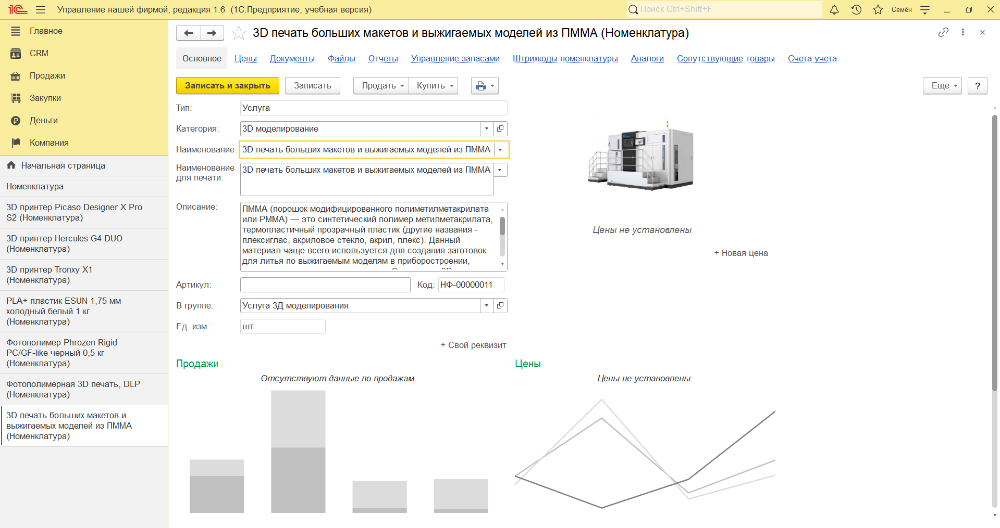 1С Управление нашей фирмой, редакция 1.6 (1С:Предприятие, учебная версия)
Поиск Ctrl+Shift+F
Семён
Главное
CRM
Продажи
Закупки
Деньги
Компания
Начальная страница
Номенклатура
3D принтер Picaso Designer X Pro
S2 (Номенклатура)
3D принтер Hercules G4 DUO
(Номенклатура)
3D принтер Tronxy X1
(Номенклатура)
PLA+ пластик ESUN 1,75 мм
холодный белый 1 кг
(Номенклатура)
Фотополимер Phrozen Rigid
PC/GF-like черный 0,5 кг
(Номенклатура)
Фотополимерная 3D печать, DLP
(Номенклатура)
3D печать больших макетов и
выжигаемых моделей из ПММА
(Номенклатура)
3D печать больших макетов и выжигаемых моделей из ПММА (Номенклатура)
Основное Цены Документы Файлы Отчеты Управление запасами Штрихкоды номенклатуры Аналоги Сопутствующие товары Счета учета
Записать и закрыть Записать Продать Купить Еще ?
Тип: Услуга
Категория: 3D моделирование
Наименование: 3D печать больших макетов и выжигаемых моделей из ПММА
Наименование
для печати:
3D печать больших макетов и выжигаемых моделей из ПММА
Описание:
ПММА (порошок модифицированного полиметилметакрилата
или PMMA) — это синтетический полимер метилметакрилата,
термопластичный прозрачный пластик (другие названия -
плексиглас, акриловое стекло, акрил, плекс). Данный
материал чаще всего используется для создания заготовок
для литья по выжигаемым моделям в приборостроении,
Артикул: Код: НФ-00000011
В группе: Услуга 3Д моделирования
Ед. изм.: шт
+ Свой реквизит
Цены не установлены
+ Новая цена
Продажи
Отсутствуют данные по продажам.
Цены
Цены не установлены.